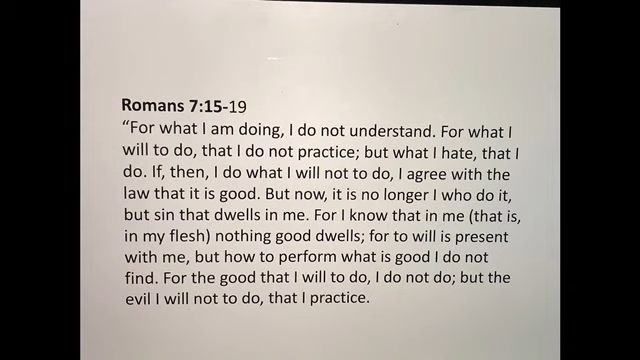 Romans 7:15-19
“For what I am doing, I do not understand. For what I
will to do, that I do not practice; but what I hate, that I
do. If, then, I do what I will not to do, I agree with the
law that it is good. But now, it is no longer I who do it,
but sin that dwells in me. For I know that in me (that is,
in my flesh) nothing good dwells; for to will is present
with me, but how to perform what is good I do not
find. For the good that I will to do, I do not do; but the
evil I will not to do, that I practice.